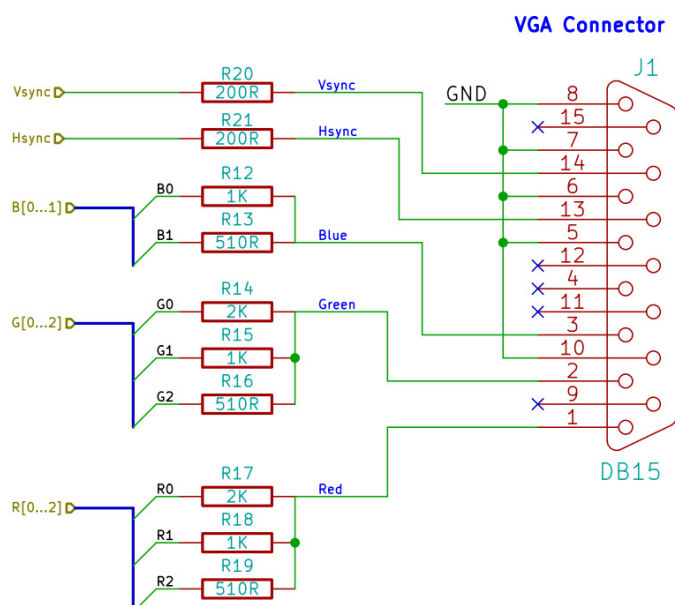 VGA Connector
J1
Vsync R20 200R Vsync
GND 8
15
Hsync R21 200R Hsync
7
14
B[0...1] B0 R12 1K
6
13
B1 R13 510R Blue
5
12
4
G[0...2] G0 R14 2K Green
11
3
G1 R15 1K
10
2
G2 R16 510R
9
1
DB15
R[0...2] R0 R17 2K Red
R1 R18 1K
R2 R19 510R